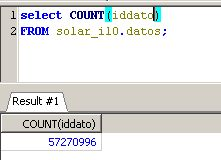 1 select COUNT(iddato)
2 FROM solar_il0.datos;
Result #1
COUNT(iddato)
57270996